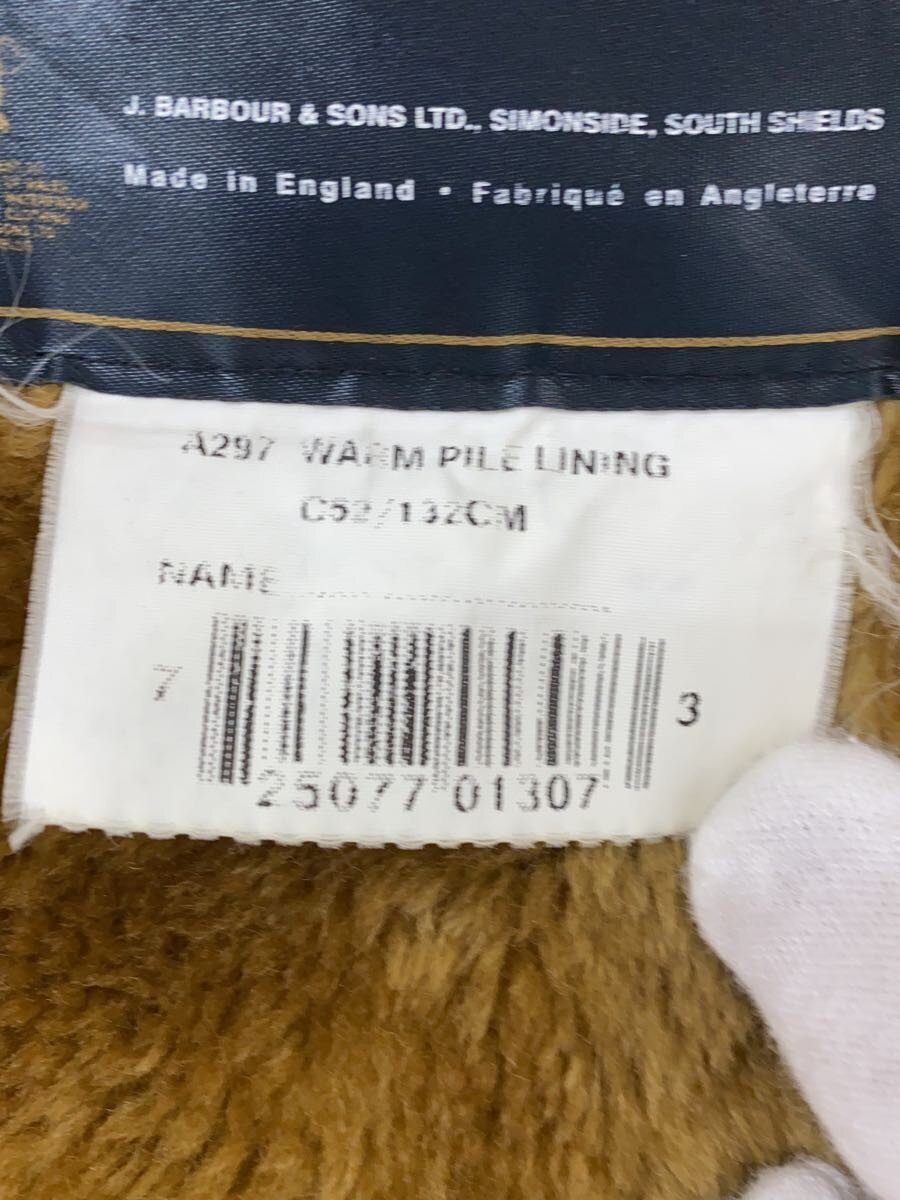 J. BARBOUR & SONS LTD., SIMONSIDE, SOUTH SHIELDS
Made in England • Fabriqué en Angleterre
A297 WARM PILE LINING
C52/132CM
NAME
7 25077 01307 3